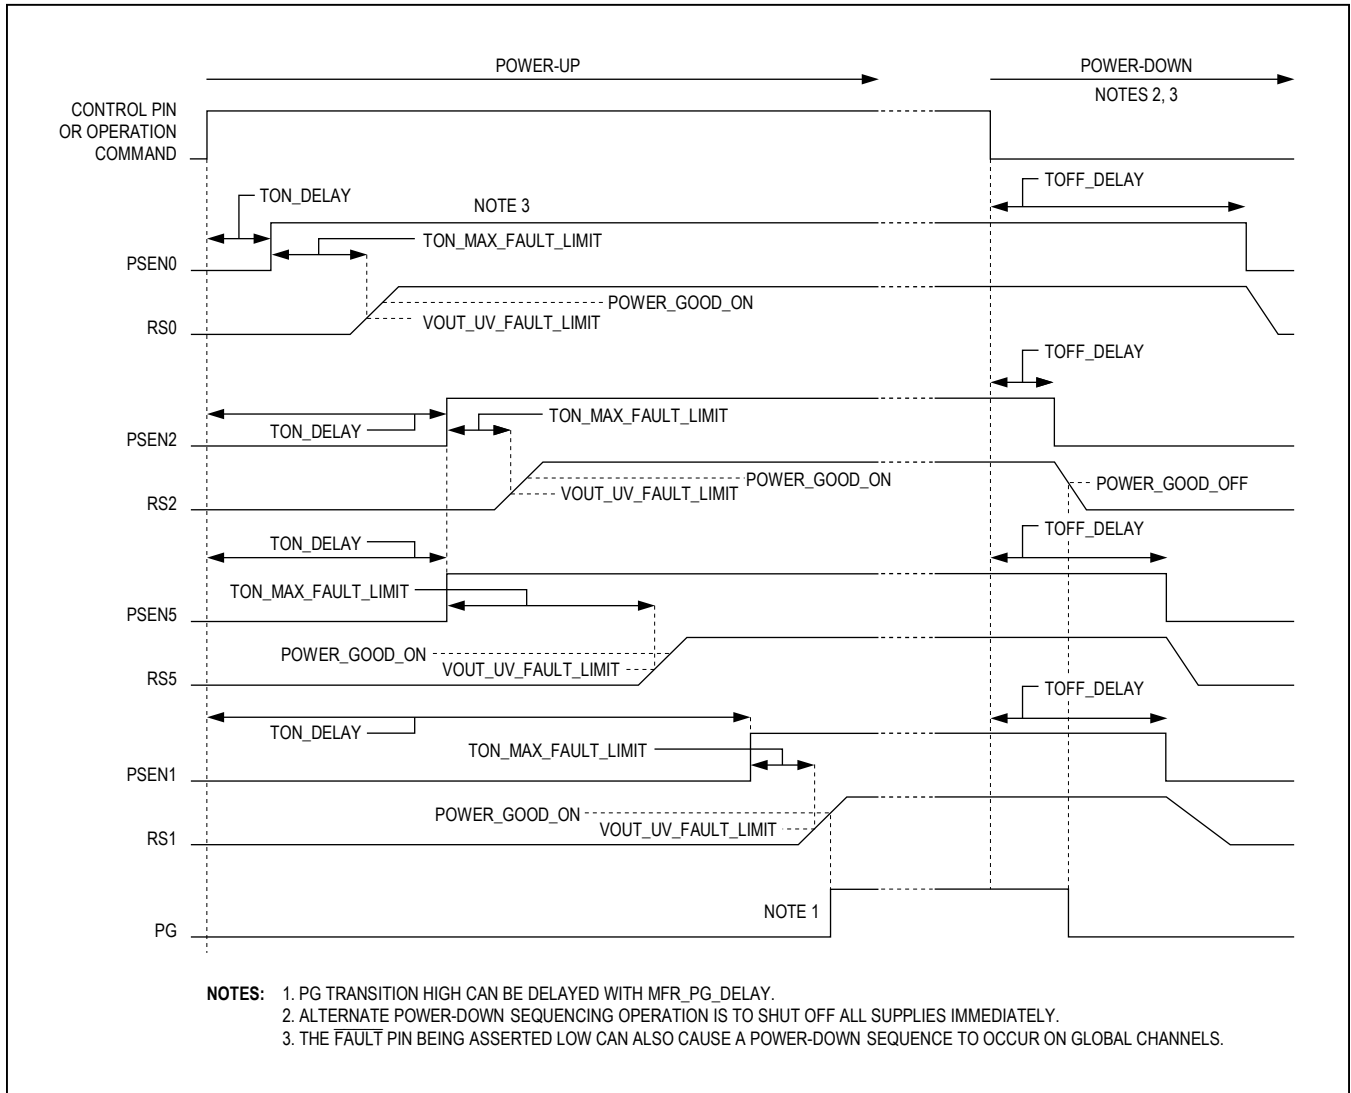 POWER-UP
POWER-DOWN
NOTES 2, 3
CONTROL PIN
OR OPERATION
COMMAND
TON_DELAY
NOTE 3
TOFF_DELAY
TON_MAX_FAULT_LIMIT
PSEN0
POWER_GOOD_ON
VOUT_UV_FAULT_LIMIT
RS0
TOFF_DELAY
TON_MAX_FAULT_LIMIT
TON_DELAY
PSEN2
POWER_GOOD_ON
POWER_GOOD_OFF
VOUT_UV_FAULT_LIMIT
RS2
TOFF_DELAY
TON_DELAY
TON_MAX_FAULT_LIMIT
PSEN5
POWER_GOOD_ON
VOUT_UV_FAULT_LIMIT
RS5
TOFF_DELAY
TON_DELAY
TON_MAX_FAULT_LIMIT
PSEN1
POWER_GOOD_ON
VOUT_UV_FAULT_LIMIT
RS1
NOTE 1
PG
NOTES: 1. PG TRANSITION HIGH CAN BE DELAYED WITH MFR_PG_DELAY.
2. ALTERNATE POWER-DOWN SEQUENCING OPERATION IS TO SHUT OFF ALL SUPPLIES IMMEDIATELY.
3. THE FAULT PIN BEING ASSERTED LOW CAN ALSO CAUSE A POWER-DOWN SEQUENCE TO OCCUR ON GLOBAL CHANNELS.